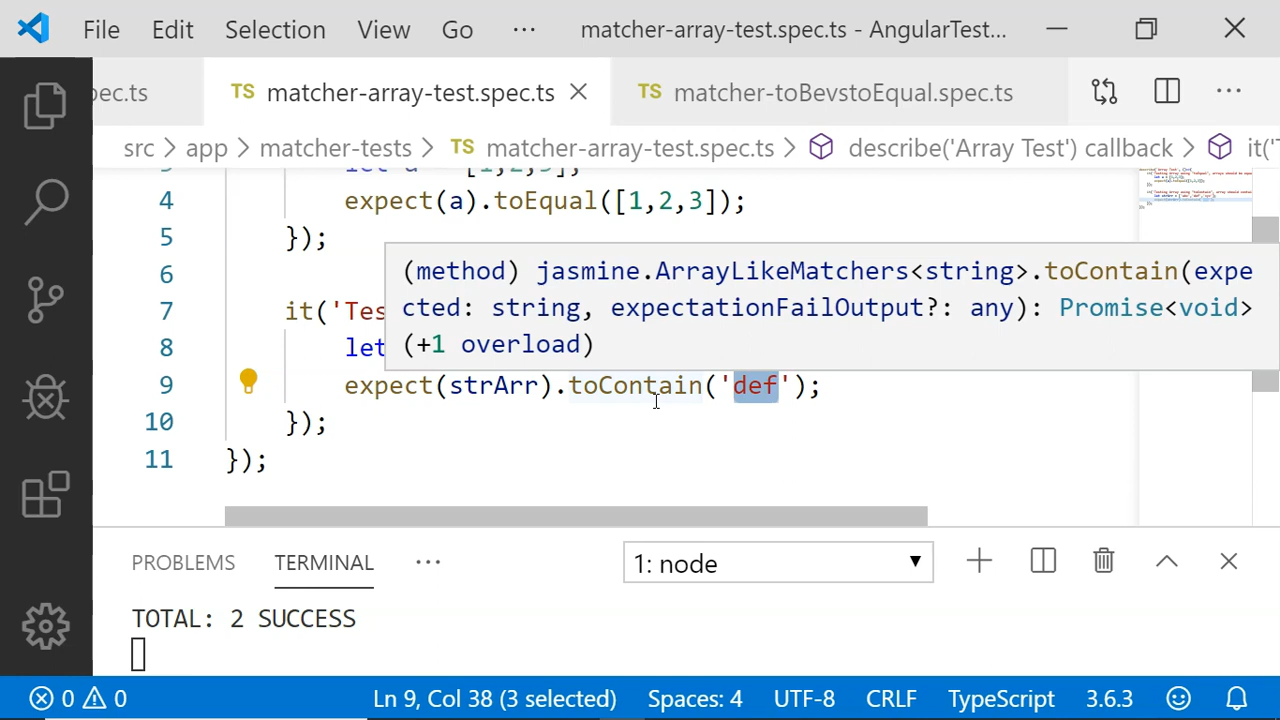 File Edit Selection View Go ··· matcher-array-test.spec.ts - AngularTest...
pec.ts TS matcher-array-test.spec.ts TS matcher-toBevstoEqual.spec.ts ···
src > app > matcher-tests > TS matcher-array-test.spec.ts > describe('Array Test') callback > it('T
4 expect(a).toEqual([1,2,3]);
5 });
(method) jasmine.ArrayLikeMatchers<string>.toContain(expe
cted: string, expectationFailOutput?: any): Promise<void>
(+1 overload)
6
7 it('Tes
8 let
9 expect(strArr).toContain('def');
10 });
11 });
PROBLEMS TERMINAL ··· 1: node
TOTAL: 2 SUCCESS
0 0 Ln 9, Col 38 (3 selected) Spaces: 4 UTF-8 CRLF TypeScript 3.6.3